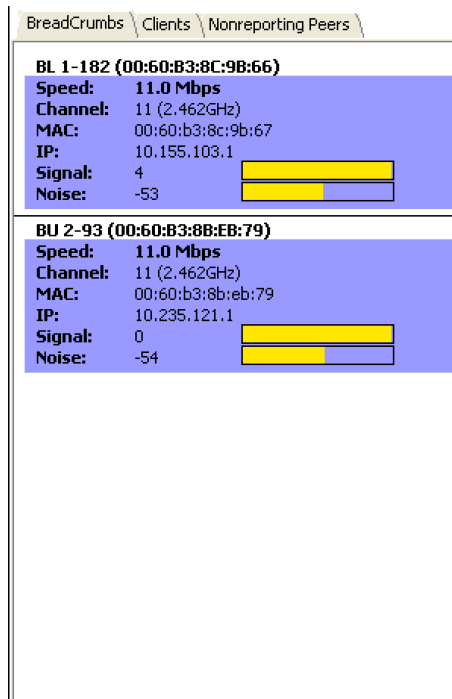 BreadCrumbs Clients Nonreporting Peers
BL 1-182 (00:60:B3:8C:9B:66)
Speed: 11.0 Mbps
Channel: 11 (2.462GHz)
MAC: 00:60:b3:8c:9b:67
IP: 10.155.103.1
Signal: 4
Noise: -53
BU 2-93 (00:60:B3:8B:EB:79)
Speed: 11.0 Mbps
Channel: 11 (2.462GHz)
MAC: 00:60:b3:8b:eb:79
IP: 10.235.121.1
Signal: 0
Noise: -54